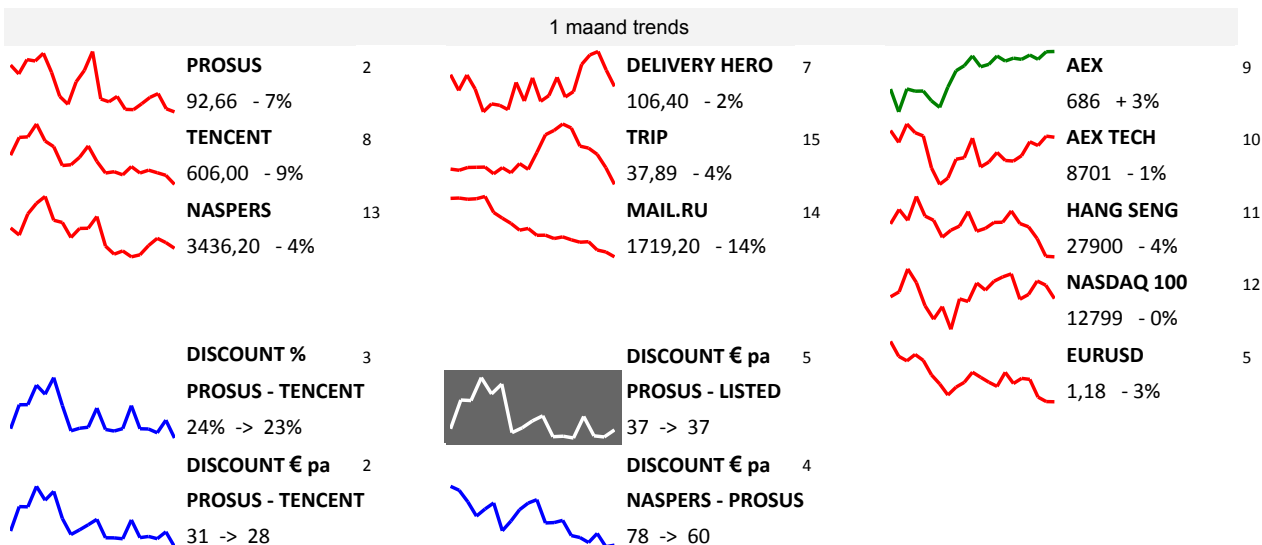 1 maand trends
PROSUS 2
92,66 - 7%
TENCENT 8
606,00 - 9%
NASPERS 13
3436,20 - 4%
DELIVERY HERO 7
106,40 - 2%
TRIP 15
37,89 - 4%
MAIL.RU 14
1719,20 - 14%
AEX 9
686 + 3%
AEX TECH 10
8701 - 1%
HANG SENG 11
27900 - 4%
NASDAQ 100 12
12799 - 0%
EURUSD 5
1,18 - 3%
DISCOUNT % 3
PROSUS - TENCENT
24% -> 23%
DISCOUNT € pa 2
PROSUS - TENCENT
31 -> 28
DISCOUNT € pa 5
PROSUS - LISTED
37 -> 37
DISCOUNT € pa 4
NASPERS - PROSUS
78 -> 60